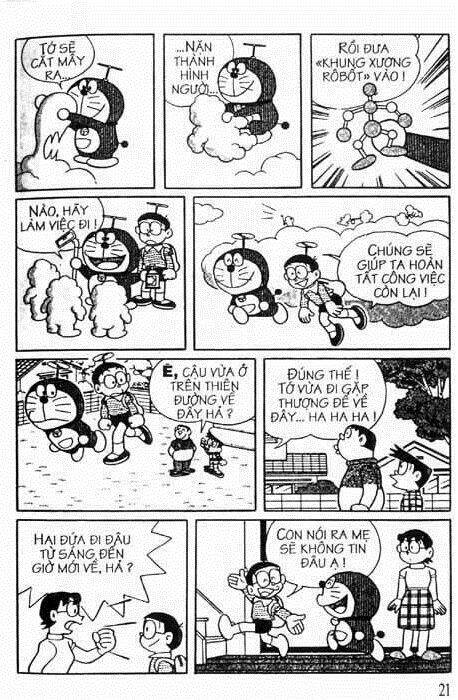 TỚ SẼ
CẮT MÂY
RA...
...NẶN
THÀNH
HÌNH
NGƯỜI...
RỒI ĐƯA
«KHUNG XƯƠNG
RÔBỐT» VÀO !
NÀO, HÃY
LÀM VIỆC ĐI !
CHÚNG SẼ
GIÚP TA HOÀN
TẤT CÔNG VIỆC
CÒN LẠI !
Ê, CẬU VỪA Ở
TRÊN THIÊN
ĐƯỜNG VỀ
ĐÂY HẢ ?
ĐÚNG THẾ !
TỚ VỪA ĐI GẶP
THƯỢNG ĐẾ VỀ
ĐÂY... HA HA HA !
HAI ĐỨA ĐI ĐÂU
TỪ SÁNG ĐẾN
GIỜ MỚI VỀ, HẢ ?
CON NÓI RA MẸ
SẼ KHÔNG TIN
ĐÂU Ạ !
21